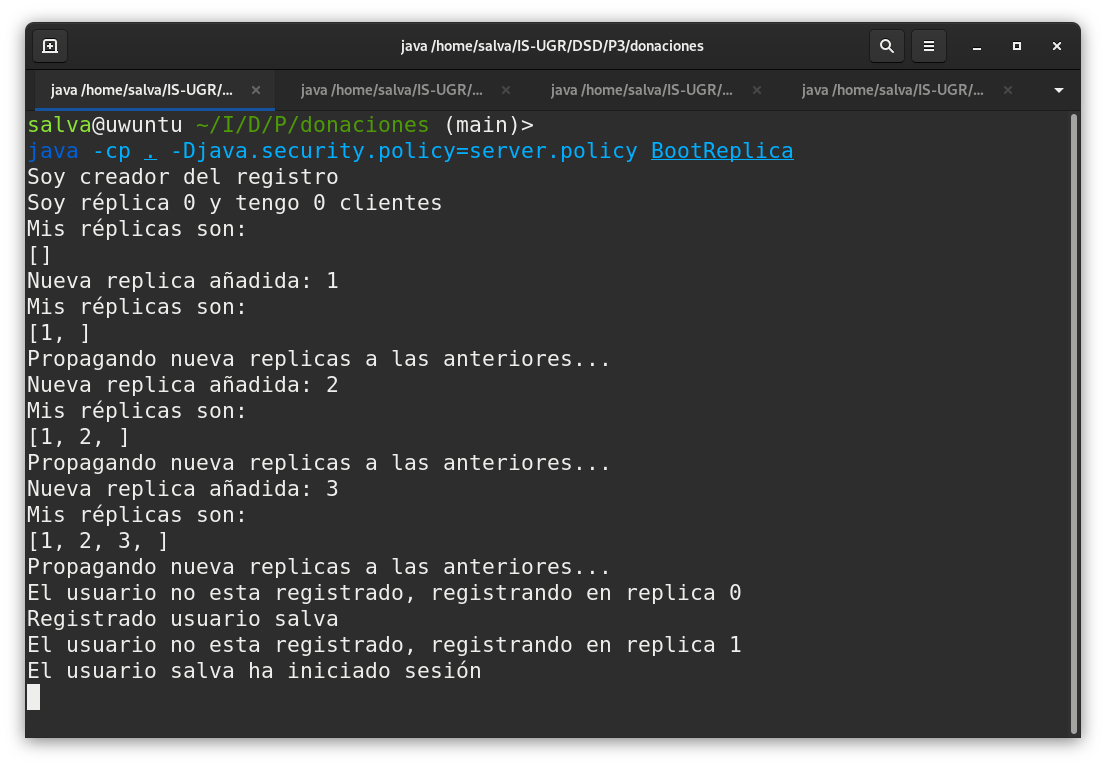 java /home/salva/IS-UGR/DSD/P3/donaciones
java /home/salva/IS-UGR/... java /home/salva/IS-UGR/... java /home/salva/IS-UGR/... java /home/salva/IS-UGR/...
salva@uwuntu ~/I/D/P/donaciones (main)>
java -cp . -Djava.security.policy=server.policy BootReplica
Soy creador del registro
Soy réplica 0 y tengo 0 clientes
Mis réplicas son:
[]
Nueva replica añadida: 1
Mis réplicas son:
[1, ]
Propagando nueva replicas a las anteriores...
Nueva replica añadida: 2
Mis réplicas son:
[1, 2, ]
Propagando nueva replicas a las anteriores...
Nueva replica añadida: 3
Mis réplicas son:
[1, 2, 3, ]
Propagando nueva replicas a las anteriores...
El usuario no esta registrado, registrando en replica 0
Registrado usuario salva
El usuario no esta registrado, registrando en replica 1
El usuario salva ha iniciado sesión